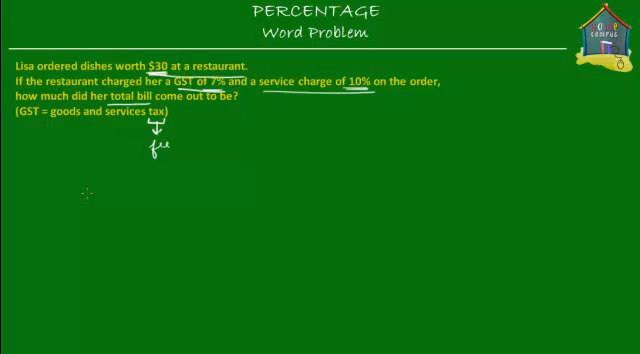 PERCENTAGE
Word Problem
Home
campus
Lisa ordered dishes worth $30 at a restaurant.
If the restaurant charged her a GST of 7% and a service charge of 10% on the order,
how much did her total bill come out to be?
(GST = goods and services tax)
fee